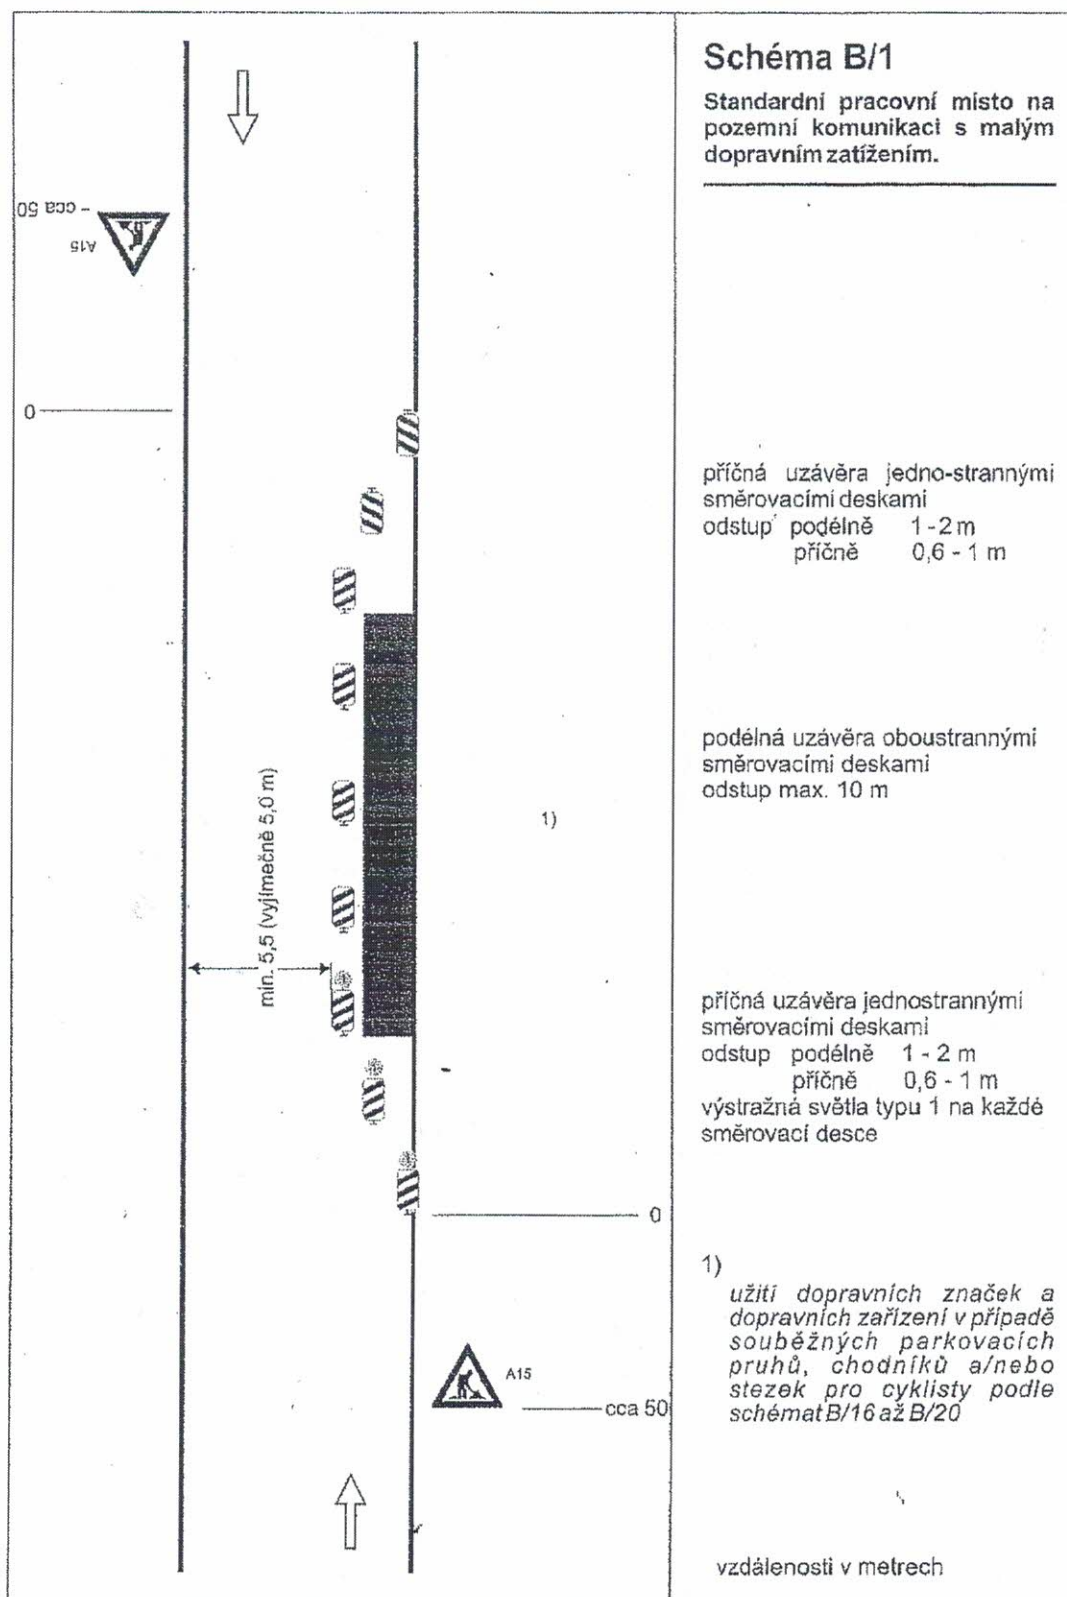 Schéma B/1
Standardní pracovní místo na
pozemní komunikaci s malým
dopravním zatížením.
cca 50
A15
0
příčná uzávěra jedno-strannými
směrovacími deskami
odstup podélně 1-2 m
příčně 0,6 - 1 m
podélná uzávěra oboustrannými
směrovacími deskami
odstup max. 10 m
min. 5,5 (vyjímečně 5,0 m)
1)
příčná uzávěra jednostrannými
směrovacími deskami
odstup podélně 1 - 2 m
příčně 0,6 - 1 m
výstražná světla typu 1 na každé
směrovací desce
0
1)
užití dopravních značek a
dopravních zařízení v případě
souběžných parkovacích
pruhů, chodníků a/nebo
stezek pro cyklisty podle
schémat B/16 až B/20
A15
cca 50
vzdálenosti v metrech